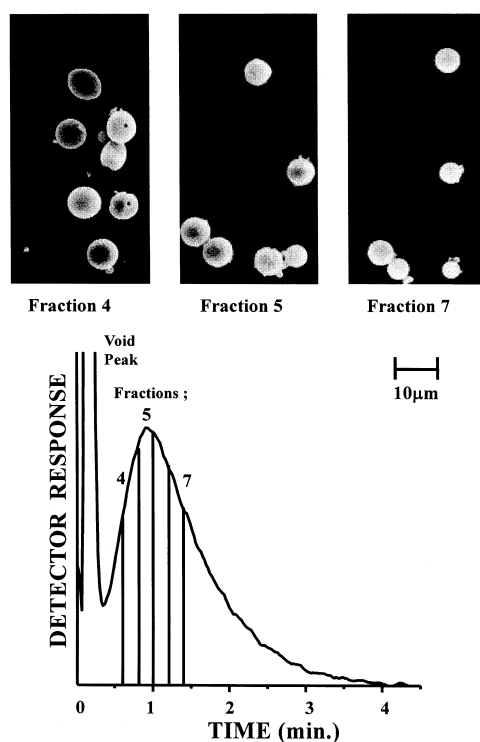 Fraction 4 Fraction 5 Fraction 7
Void
Peak
10μm
Fractions ;
5
4
7
DETECTOR RESPONSE
0 1 2 3 4
TIME (min.)